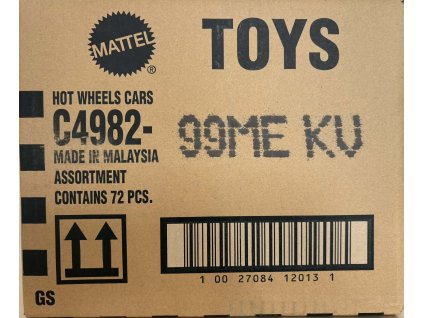 MATTEL
®
TOYS
HOT WHEELS CARS
C4982-
99ME KV
MADE IN MALAYSIA
ASSORTMENT
CONTAINS 72 PCS.
1 00 27084 12013 1
GS